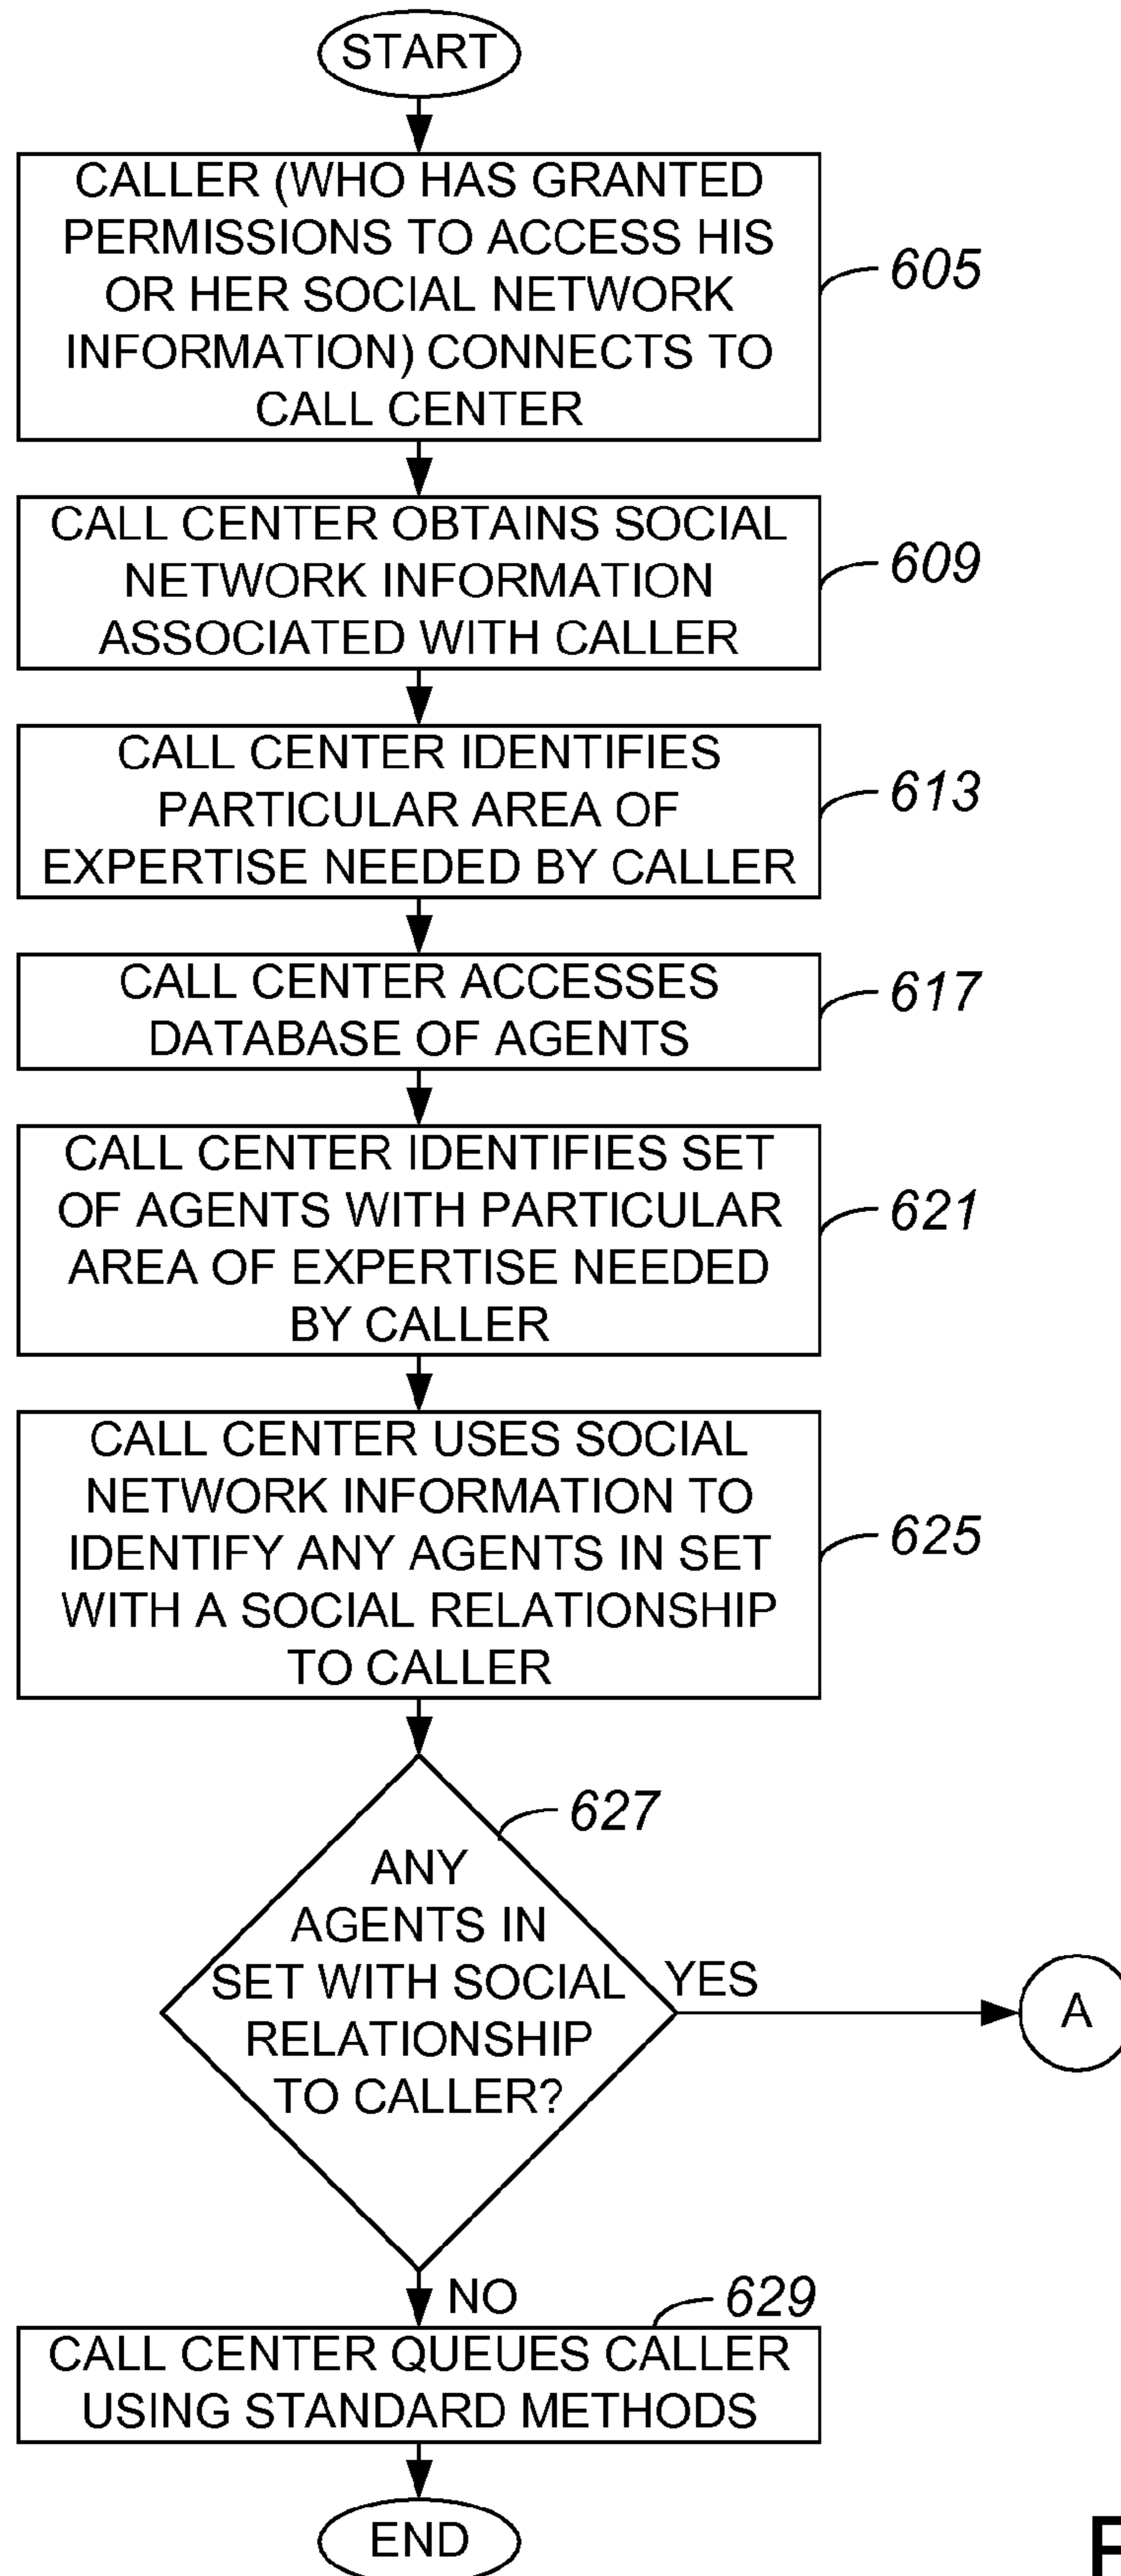 START
CALLER (WHO HAS GRANTED
PERMISSIONS TO ACCESS HIS
OR HER SOCIAL NETWORK
INFORMATION) CONNECTS TO
CALL CENTER
605
CALL CENTER OBTAINS SOCIAL
NETWORK INFORMATION
ASSOCIATED WITH CALLER
609
CALL CENTER IDENTIFIES
PARTICULAR AREA OF
EXPERTISE NEEDED BY CALLER
613
CALL CENTER ACCESSES
DATABASE OF AGENTS
617
CALL CENTER IDENTIFIES SET
OF AGENTS WITH PARTICULAR
AREA OF EXPERTISE NEEDED
BY CALLER
621
CALL CENTER USES SOCIAL
NETWORK INFORMATION TO
IDENTIFY ANY AGENTS IN SET
WITH A SOCIAL RELATIONSHIP
TO CALLER
625
627
ANY
AGENTS IN
SET WITH SOCIAL
RELATIONSHIP
TO CALLER?
YES
A
NO
629
CALL CENTER QUEUES CALLER
USING STANDARD METHODS
END